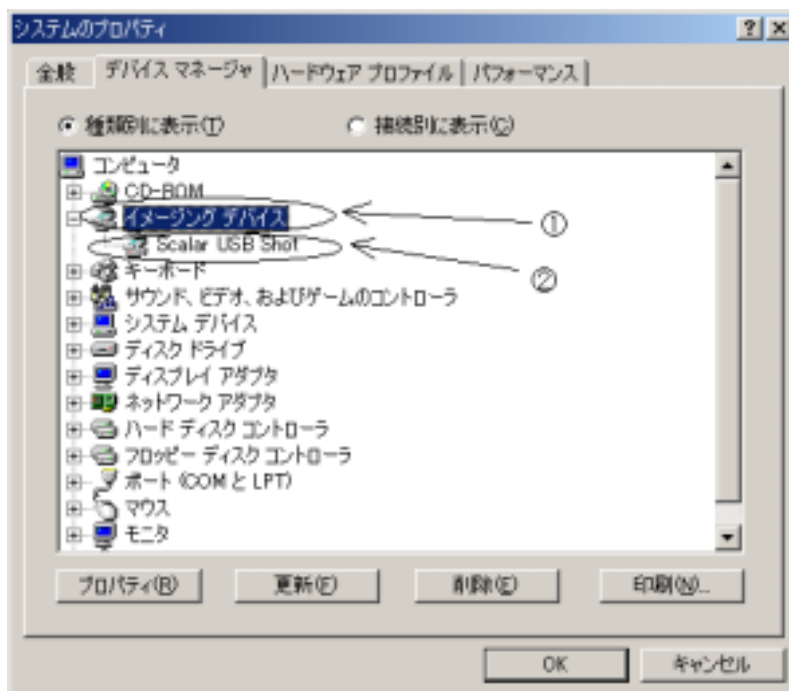 システムのプロパティ
全般 デバイス マネージャ ハードウェア プロファイル パフォーマンス
種類別に表示(T) 接続別に表示(C)
コンピュータ
CD-ROM
イメージング デバイス ①
Scalar USB Shot ②
キーボード
サウンド、ビデオ、およびゲームのコントローラ
システム デバイス
ディスク ドライブ
ディスプレイ アダプタ
ネットワーク アダプタ
ハード ディスク コントローラ
フロッピー ディスク コントローラ
ポート (COM と LPT)
マウス
モニタ
プロパティ(R) 更新(F) 削除(E) 印刷(N)...
OK キャンセル